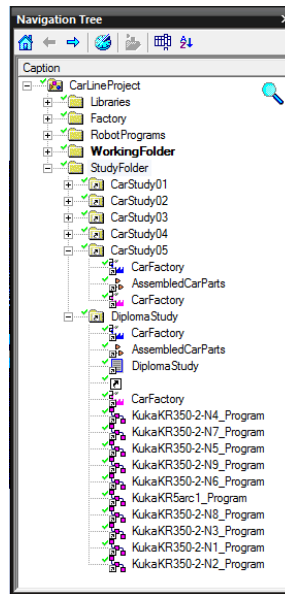 Navigation Tree
Caption
CarLineProject
Libraries
Factory
RobotPrograms
WorkingFolder
StudyFolder
CarStudy01
CarStudy02
CarStudy03
CarStudy04
CarStudy05
CarFactory
AssembledCarParts
CarFactory
DiplomaStudy
CarFactory
AssembledCarParts
DiplomaStudy
CarFactory
KukaKR350-2-N4_Program
KukaKR350-2-N7_Program
KukaKR350-2-N5_Program
KukaKR350-2-N9_Program
KukaKR350-2-N6_Program
KukaKR5arc1_Program
KukaKR350-2-N8_Program
KukaKR350-2-N3_Program
KukaKR350-2-N1_Program
KukaKR350-2-N2_Program